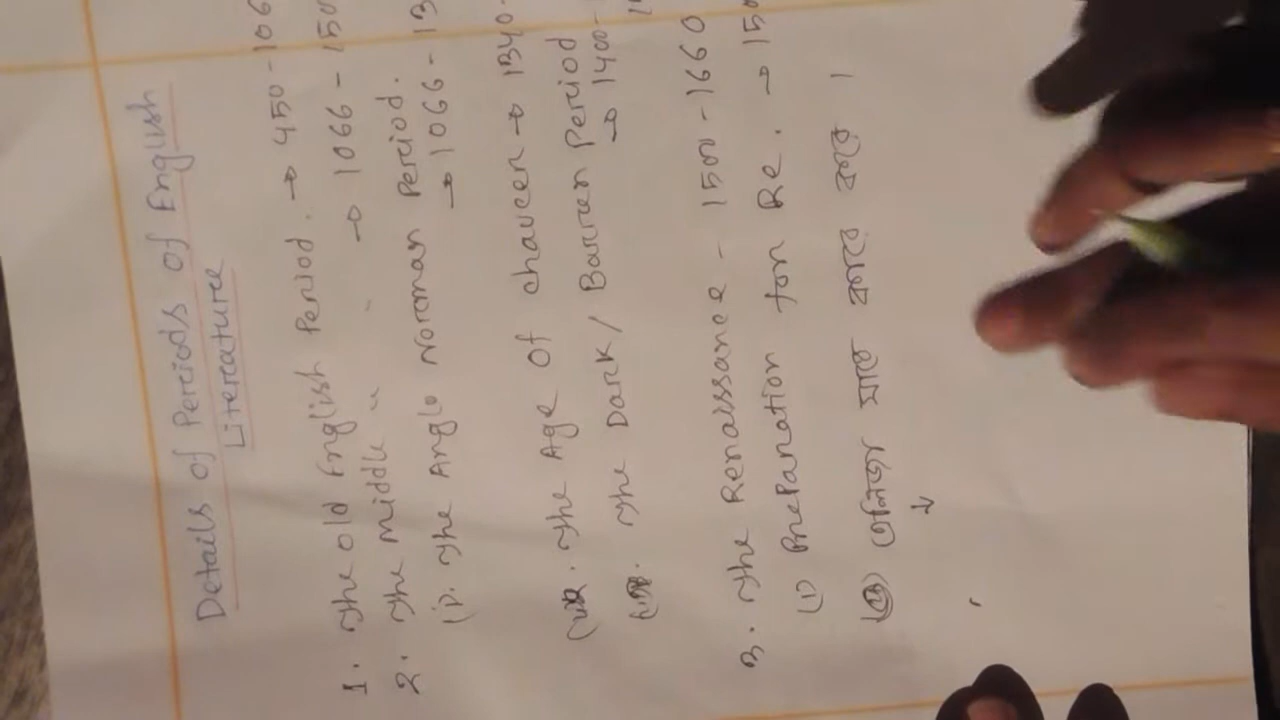 Details of Periods of English
Literature
1. The Old English Period. → 450-106
2. The Middle " " → 1066-150
(i). The Anglo Norman Period.
→ 1066-13
The Age of chaucer → 1340-
The Dark/ Barren Period
→ 1400-
3. The Renaissance - 1500-1660
(i) Preparation for Re. → 150
যার কারে কারে ।
↓